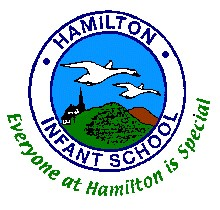 · HAMILTON ·
INFANT SCHOOL
Everyone at Hamilton is Special